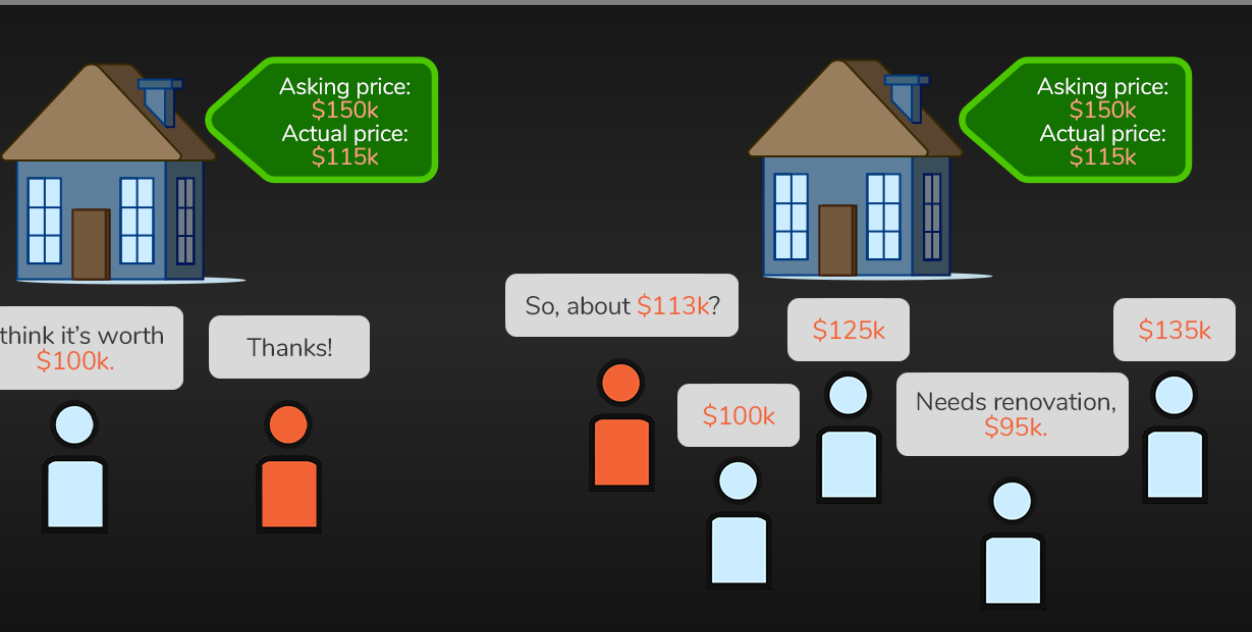 Asking price:
$150k
Actual price:
$115k
think it's worth
$100k.
Thanks!
Asking price:
$150k
Actual price:
$115k
So, about $113k?
$100k
$125k
Needs renovation,
$95k.
$135k